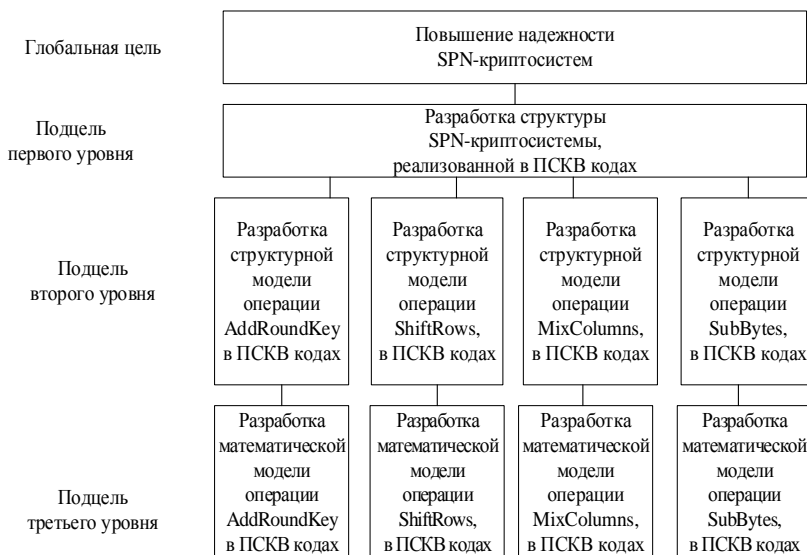 Глобальная цель
Повышение надежности
SPN-криптосистем
Подцель
первого уровня
Разработка структуры
SPN-криптосистемы,
реализованной в ПСКВ кодах
Подцель
второго уровня
Разработка
структурной
модели
операции
AddRoundKey
в ПСКВ кодах
Разработка
структурной
модели
операции
ShiftRows,
в ПСКВ кодах
Разработка
структурной
модели
операции
MixColumns,
в ПСКВ кодах
Разработка
структурной
модели
операции
SubBytes,
в ПСКВ кодах
Подцель
третьего уровня
Разработка
математической
модели
операции
AddRoundKey
в ПСКВ кодах
Разработка
математической
модели
операции
ShiftRows,
в ПСКВ кодах
Разработка
математической
модели
операции
MixColumns,
в ПСКВ кодах
Разработка
математической
модели
операции
SubBytes,
в ПСКВ кодах